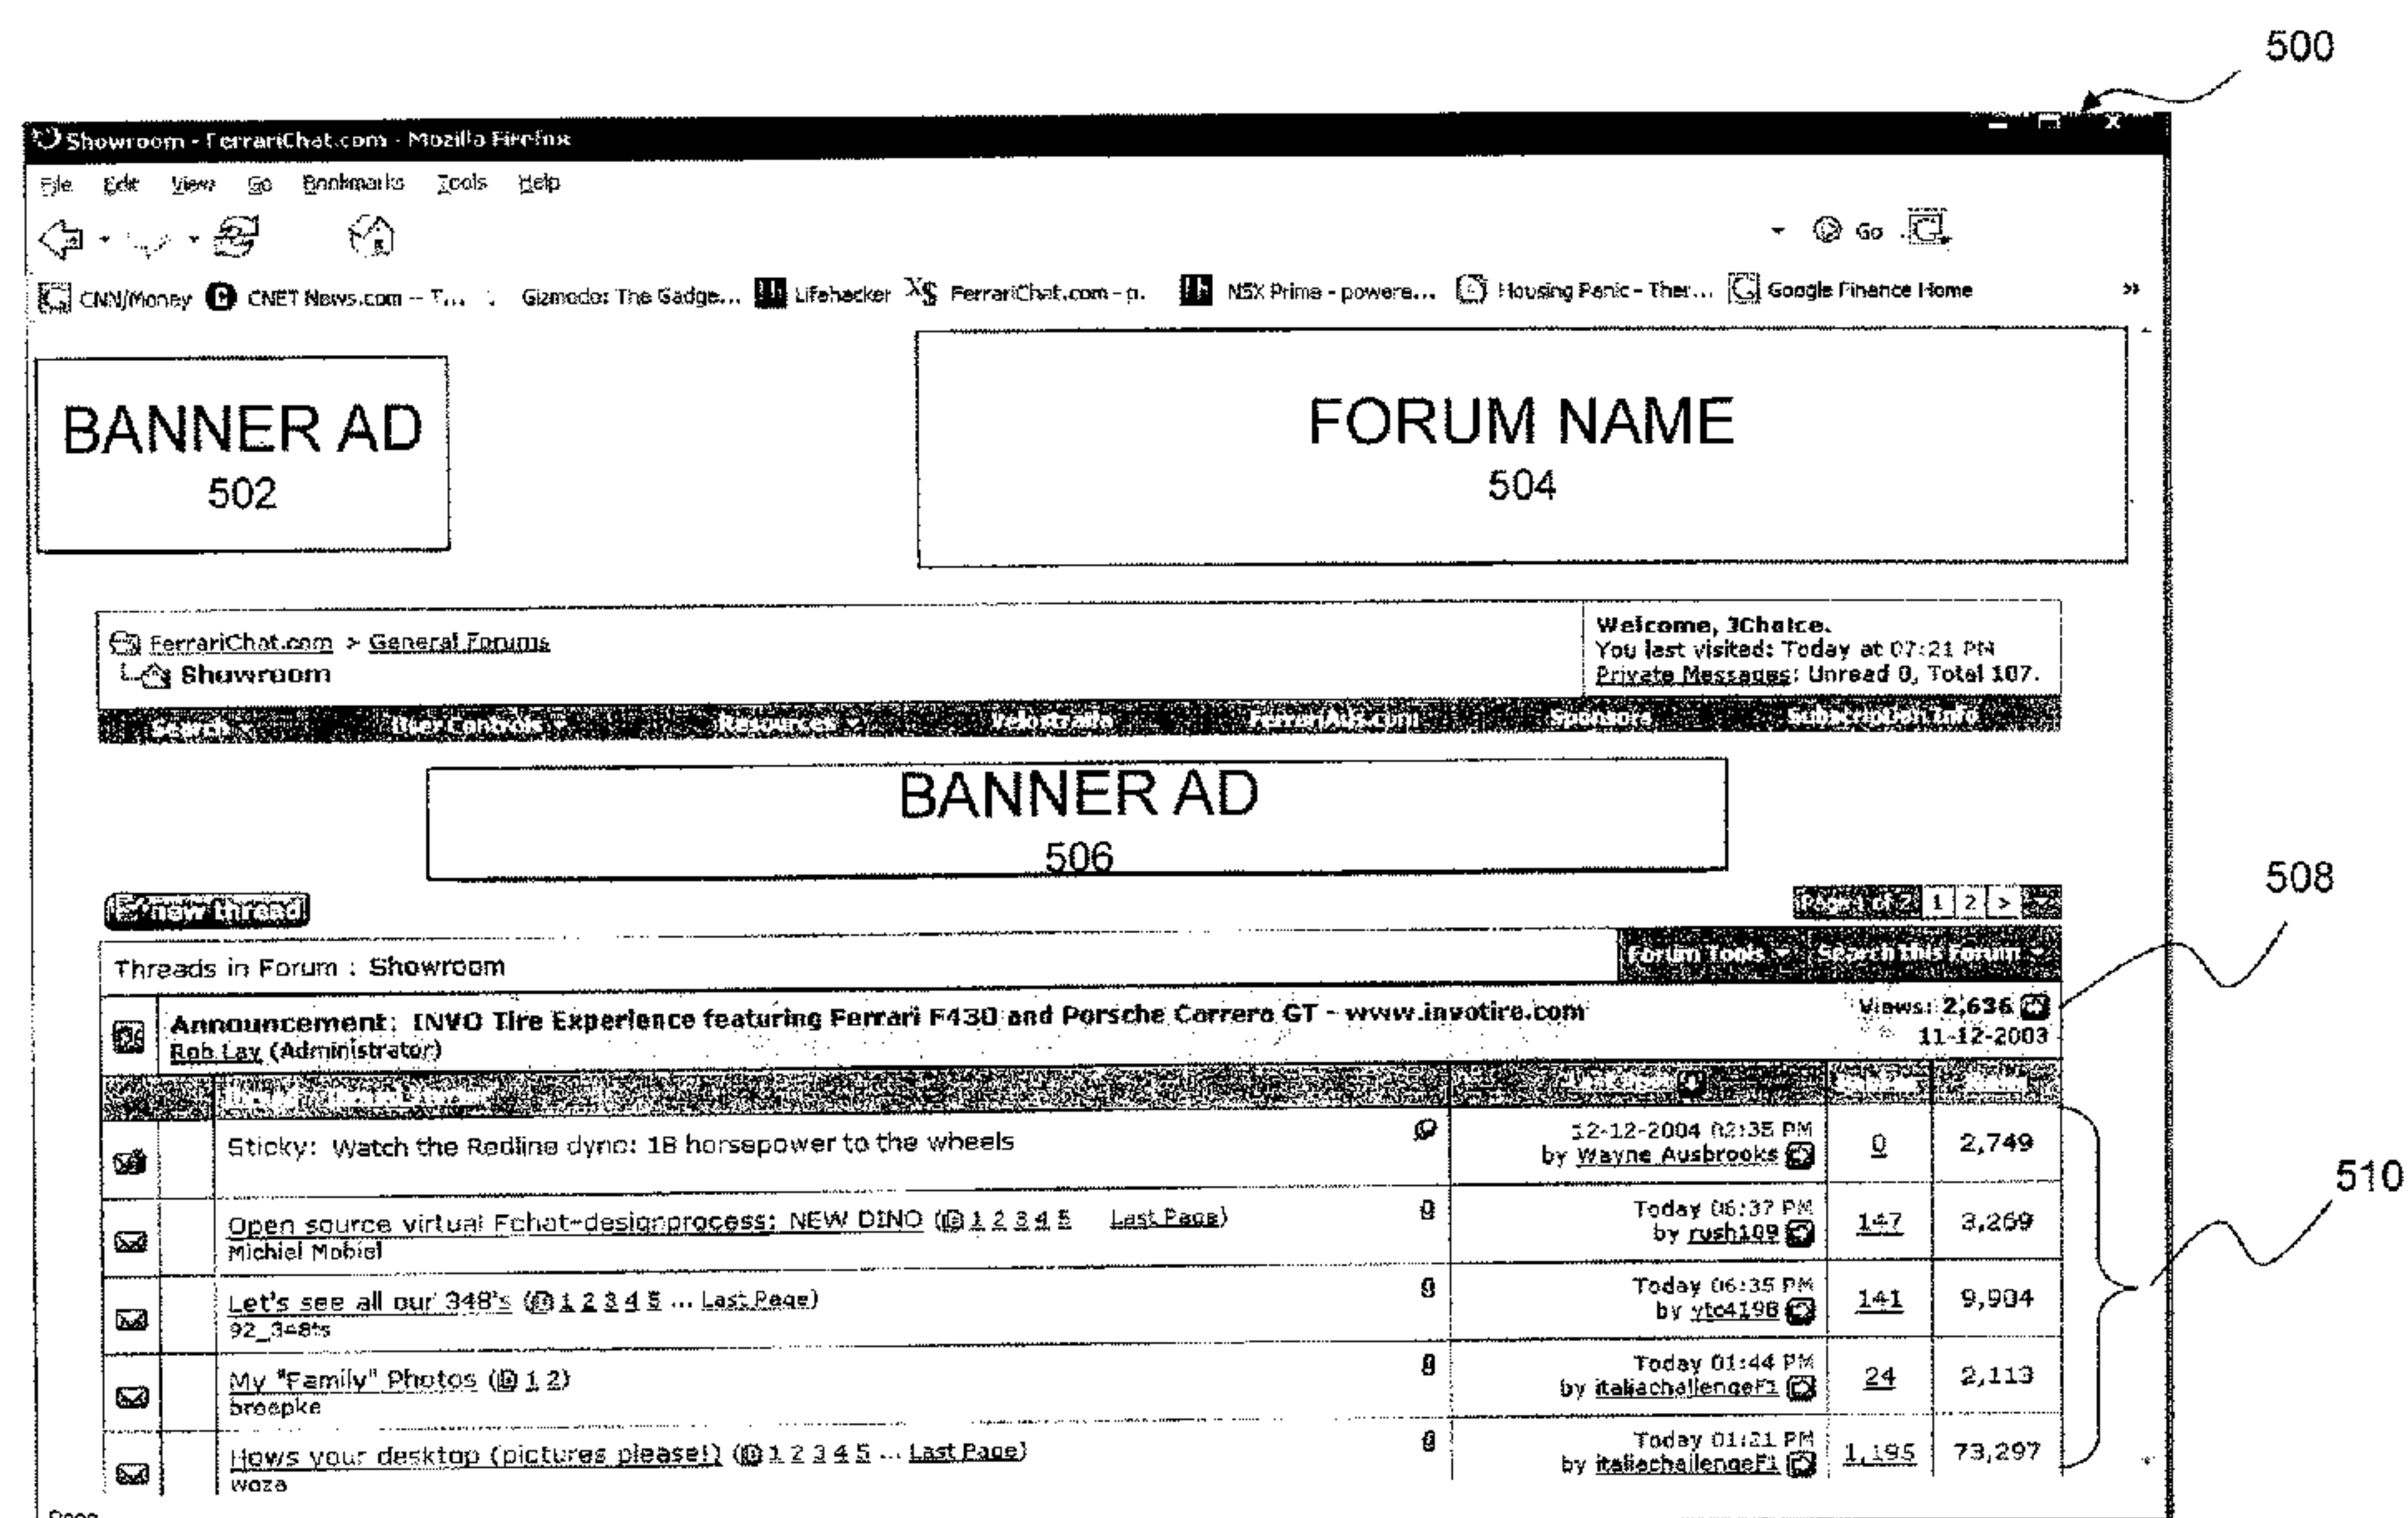 500
Showroom - FerrariChat.com - Mozilla Firefox
File Edit View Go Bookmarks Tools Help
Go
CNN/Money CNET News.com -- T... Gizmodo: The Gadge... Lifehacker FerrariChat.com - p. NSX Prime - powere... Housing Panic - Ther... Google Finance Home »
BANNER AD
502
FORUM NAME
504
FerrariChat.com > General Forums
Showroom
Welcome, 3Choice.
You last visited: Today at 07:21 PM
Private Messages: Unread 0, Total 107.
Search User Controls Resources FerrariAds.com Sponsors Subscription Info
BANNER AD
506
new thread
Page 1 of 2 1 2 >
508
Threads in Forum : Showroom
Forum Tools Search this Forum
Announcement: INVO Tire Experience featuring Ferrari F430 and Porsche Carrera GT - www.invotire.com
Rob Lay (Administrator)
Views: 2,636
11-12-2003
Sticky: Watch the Redline dyno: 18 horsepower to the wheels
12-12-2004 02:35 PM
by Wayne Ausbrooks
0 2,749
510
Open source virtual Fchat-designprocess: NEW DINO (1 2 3 4 5 Last Page)
Michiel Mobiel
Today 06:37 PM
by rush109
147 3,269
Let's see all our 348's (1 2 3 4 5 ... Last Page)
92_348ts
Today 06:35 PM
by ytc4198
141 9,904
My "Family" Photos (1 2)
broepke
Today 01:44 PM
by italiachallengeF1
24 2,113
Hows your desktop (pictures please!) (1 2 3 4 5 ... Last Page)
waza
Today 01:21 PM
by italiachallengeF1
1,195 73,297